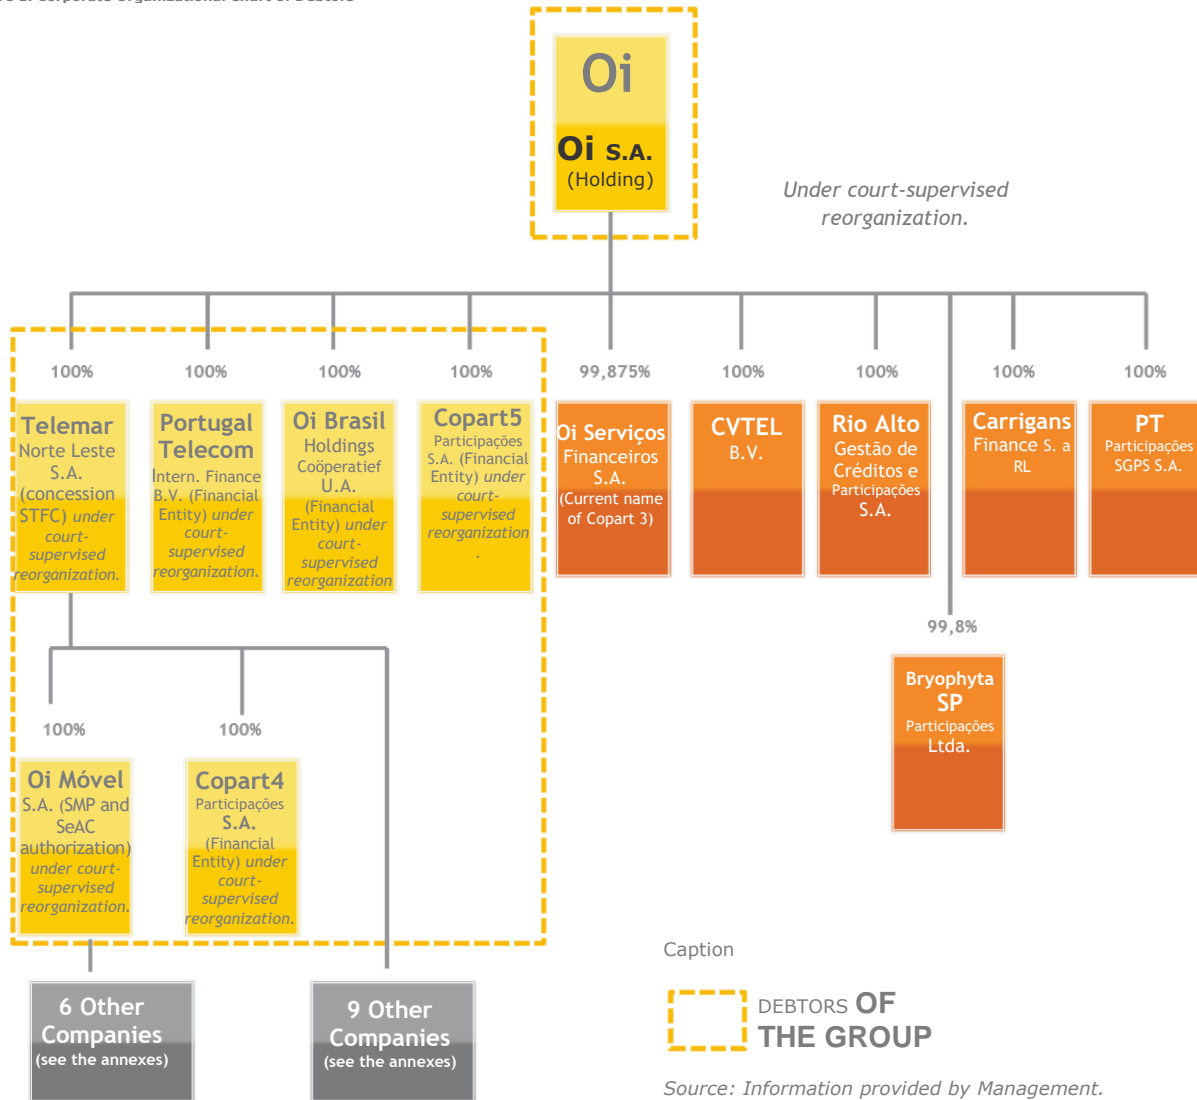 Corporate Organizational Chart of Debtors
Oi
Oi S.A.
(Holding)
Under court-supervised
reorganization.
100%
100%
100%
100%
99,875%
100%
100%
100%
100%
Telemar
Norte Leste
S.A.
(concession
STFC) under
court-
supervised
reorganization.
Portugal
Telecom
Intern. Finance
B.V. (Financial
Entity) under
court-
supervised
reorganization.
Oi Brasil
Holdings
Coöperatief
U.A.
(Financial
Entity) under
court-
supervised
reorganization
Copart5
Participações
S.A. (Financial
Entity) under
court-
supervised
reorganization
.
Oi Serviços
Financeiros
S.A.
(Current name
of Copart 3)
CVTEL
B.V.
Rio Alto
Gestão de
Créditos e
Participações
S.A.
Carrigans
Finance S. a
RL
PT
Participações
SGPS S.A.
99,8%
Bryophyta
SP
Participações
Ltda.
100%
100%
Oi Móvel
S.A. (SMP and
SeAC
authorization)
under court-
supervised
reorganization.
Copart4
Participações
S.A.
(Financial
Entity) under
court-
supervised
reorganization.
6 Other
Companies
(see the annexes)
9 Other
Companies
(see the annexes)
Caption
DEBTORS OF
THE GROUP
Source: Information provided by Management.